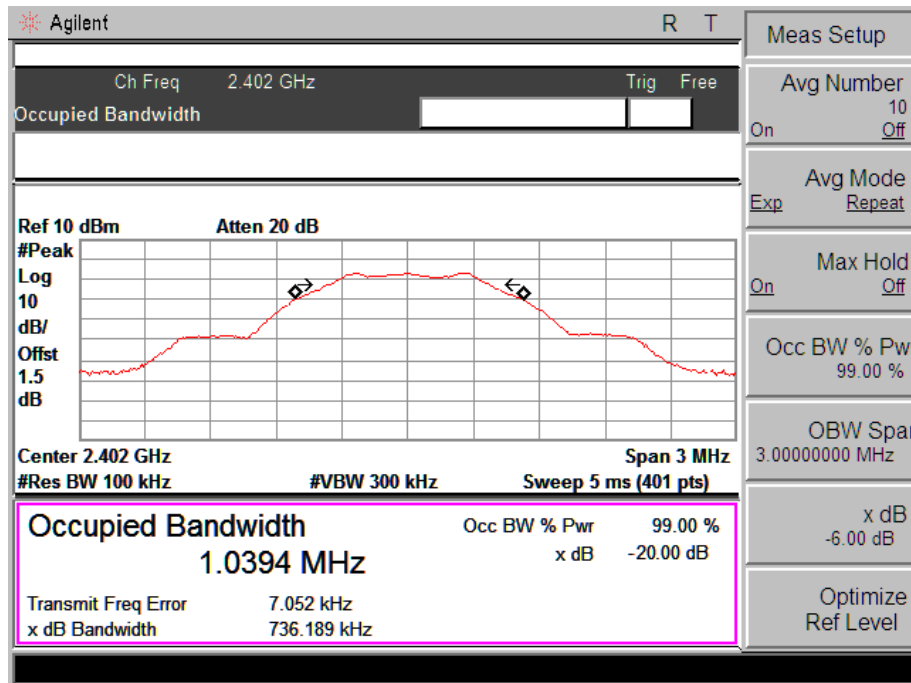 Agilent R T
Ch Freq 2.402 GHz Trig Free
Occupied Bandwidth
Ref 10 dBm Atten 20 dB
#Peak
Log
10
dB/
Offst
1.5
dB
Center 2.402 GHz Span 3 MHz
#Res BW 100 kHz #VBW 300 kHz Sweep 5 ms (401 pts)
Occupied Bandwidth Occ BW % Pwr 99.00 %
1.0394 MHz x dB -20.00 dB
Transmit Freq Error 7.052 kHz
x dB Bandwidth 736.189 kHz
Meas Setup
Avg Number
10
On Off
Avg Mode
Exp Repeat
Max Hold
On Off
Occ BW % Pw
99.00 %
OBW Spa
3.00000000 MHz
x dB
-6.00 dB
Optimize
Ref Level